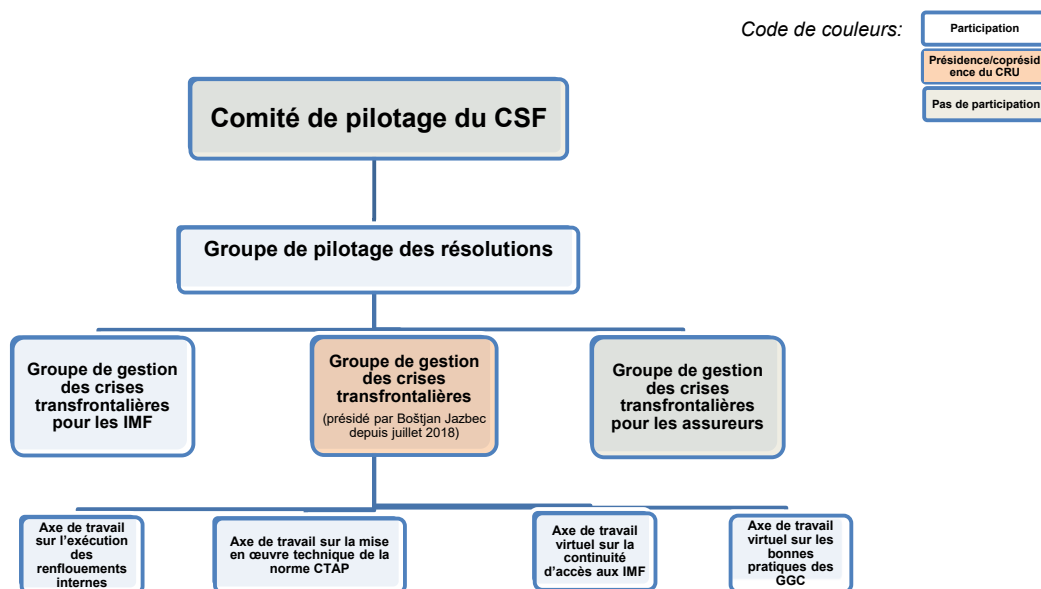 Code de couleurs:
Participation
Présidence/coprésid
ence du CRU
Pas de participation
Comité de pilotage du CSF
Groupe de pilotage des résolutions
Groupe de gestion
des crises
transfrontalières
pour les IMF
Groupe de gestion
des crises
transfrontalières
(présidé par Boštjan Jazbec
depuis juillet 2018)
Groupe de gestion
des crises
transfrontalières
pour les assureurs
Axe de travail
sur l’exécution
des
renflouements
internes
Axe de travail sur la mise
en œuvre technique de la
norme CTAP
Axe de travail
virtuel sur la
continuité
d’accès aux IMF
Axe de travail
virtuel sur les
bonnes
pratiques des
GGC